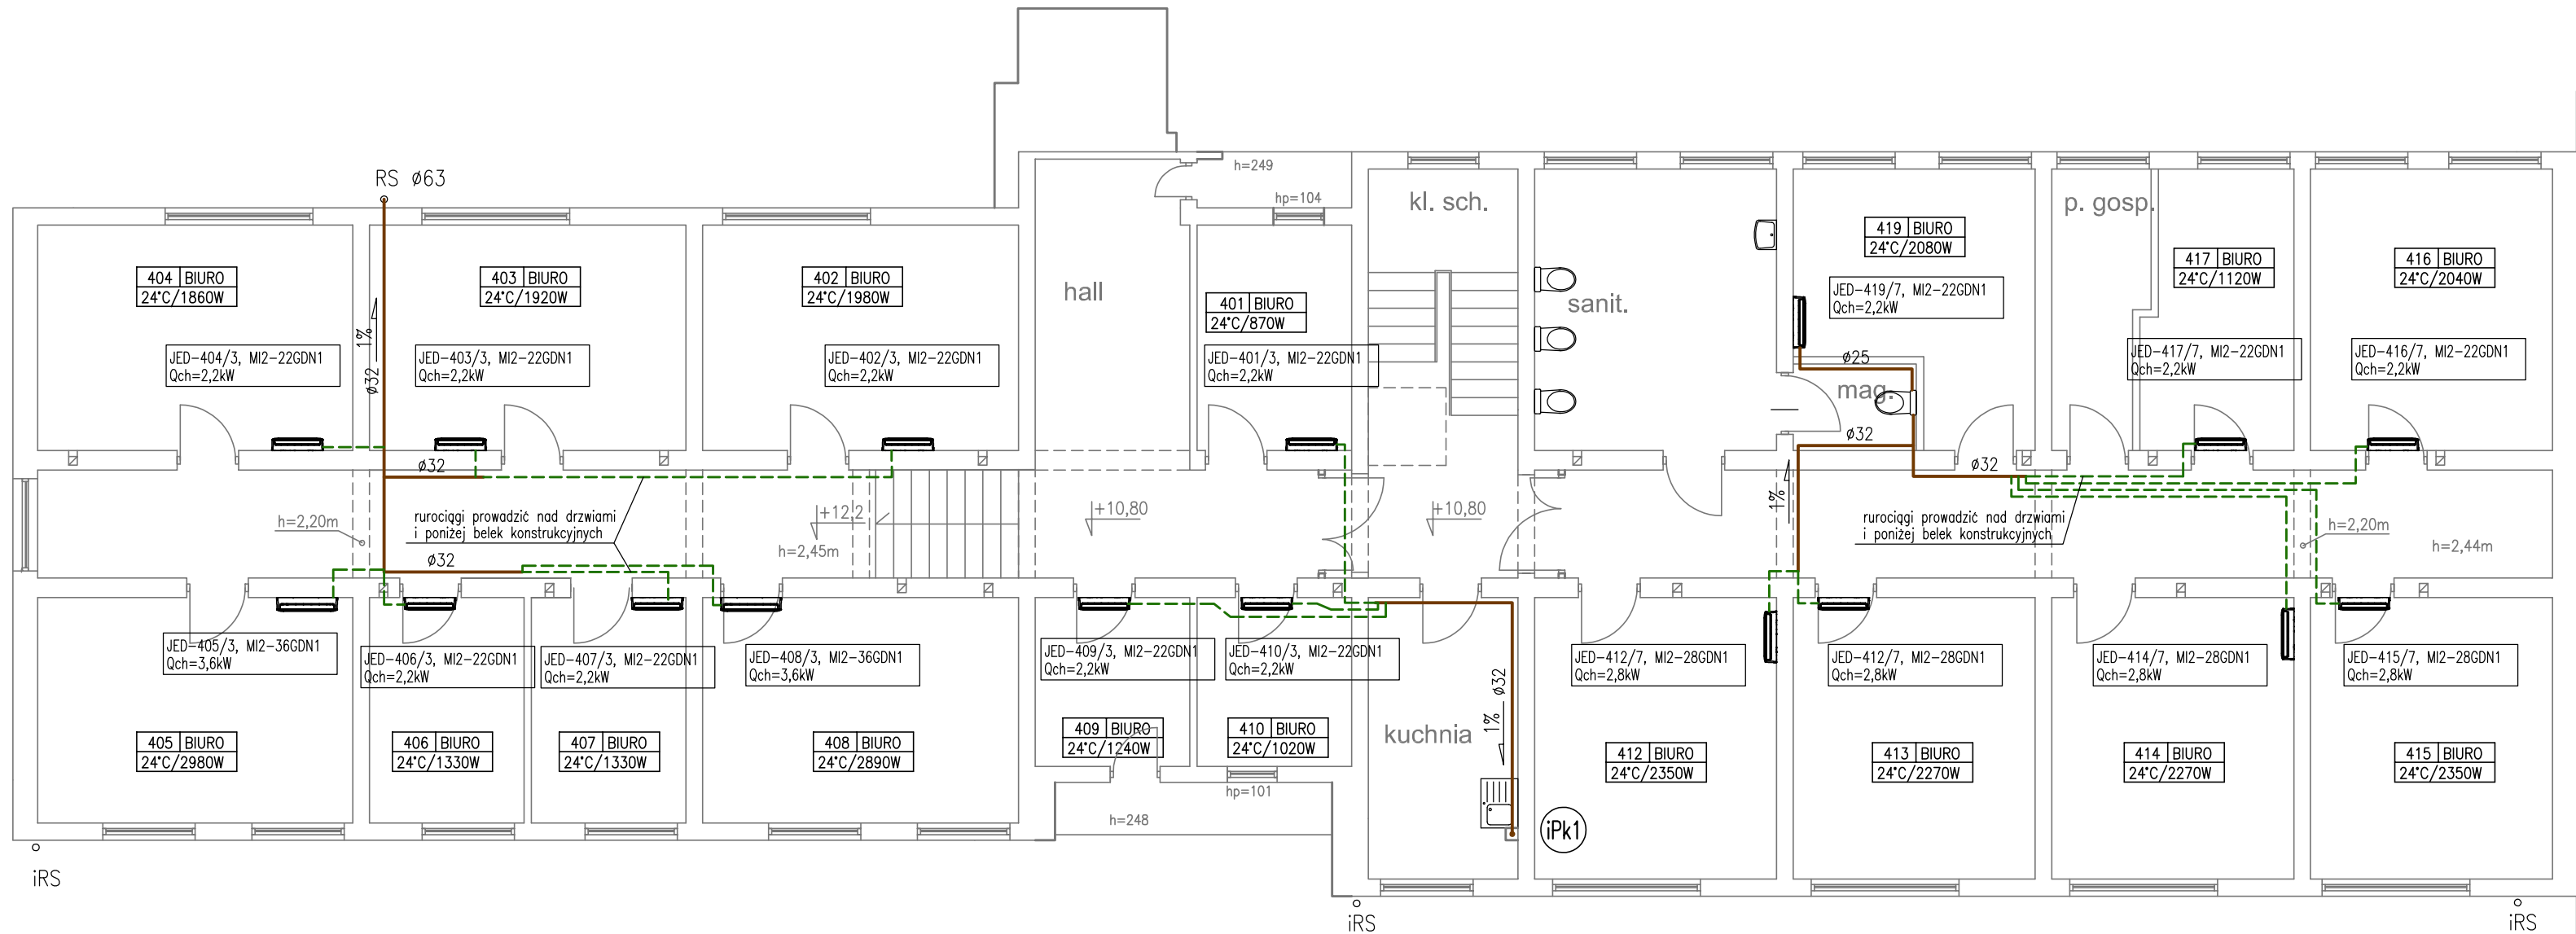 RS ø63
h=249
hp=104
kl. sch.
p. gosp.
404 BIURO
24°C/1860W
403 BIURO
24°C/1920W
402 BIURO
24°C/1980W
hall
401 BIURO
24°C/870W
sanit.
419 BIURO
24°C/2080W
417 BIURO
24°C/1120W
416 BIURO
24°C/2040W
JED-404/3, MI2-22GDN1
Qch=2,2kW
ø32
1%
JED-403/3, MI2-22GDN1
Qch=2,2kW
JED-402/3, MI2-22GDN1
Qch=2,2kW
JED-401/3, MI2-22GDN1
Qch=2,2kW
JED-419/7, MI2-22GDN1
Qch=2,2kW
JED-417/7, MI2-22GDN1
Qch=2,2kW
JED-416/7, MI2-22GDN1
Qch=2,2kW
ø25
mag.
ø32
ø32
ø32
h=2,20m
rurociągi prowadzić nad drzwiami
i poniżej belek konstrukcyjnych
ø32
+12,2
h=2,45m
+10,80
+10,80
1%
rurociągi prowadzić nad drzwiami
i poniżej belek konstrukcyjnych
h=2,20m
h=2,44m
JED-405/3, MI2-36GDN1
Qch=3,6kW
JED-406/3, MI2-22GDN1
Qch=2,2kW
JED-407/3, MI2-22GDN1
Qch=2,2kW
JED-408/3, MI2-36GDN1
Qch=3,6kW
JED-409/3, MI2-22GDN1
Qch=2,2kW
JED-410/3, MI2-22GDN1
Qch=2,2kW
1%
ø32
JED-412/7, MI2-28GDN1
Qch=2,8kW
JED-412/7, MI2-28GDN1
Qch=2,8kW
JED-414/7, MI2-28GDN1
Qch=2,8kW
JED-415/7, MI2-28GDN1
Qch=2,8kW
405 BIURO
24°C/2980W
406 BIURO
24°C/1330W
407 BIURO
24°C/1330W
408 BIURO
24°C/2890W
409 BIURO
24°C/1240W
410 BIURO
24°C/1020W
kuchnia
412 BIURO
24°C/2350W
413 BIURO
24°C/2270W
414 BIURO
24°C/2270W
415 BIURO
24°C/2350W
hp=101
h=248
iPk1
iRS
iRS
iRS